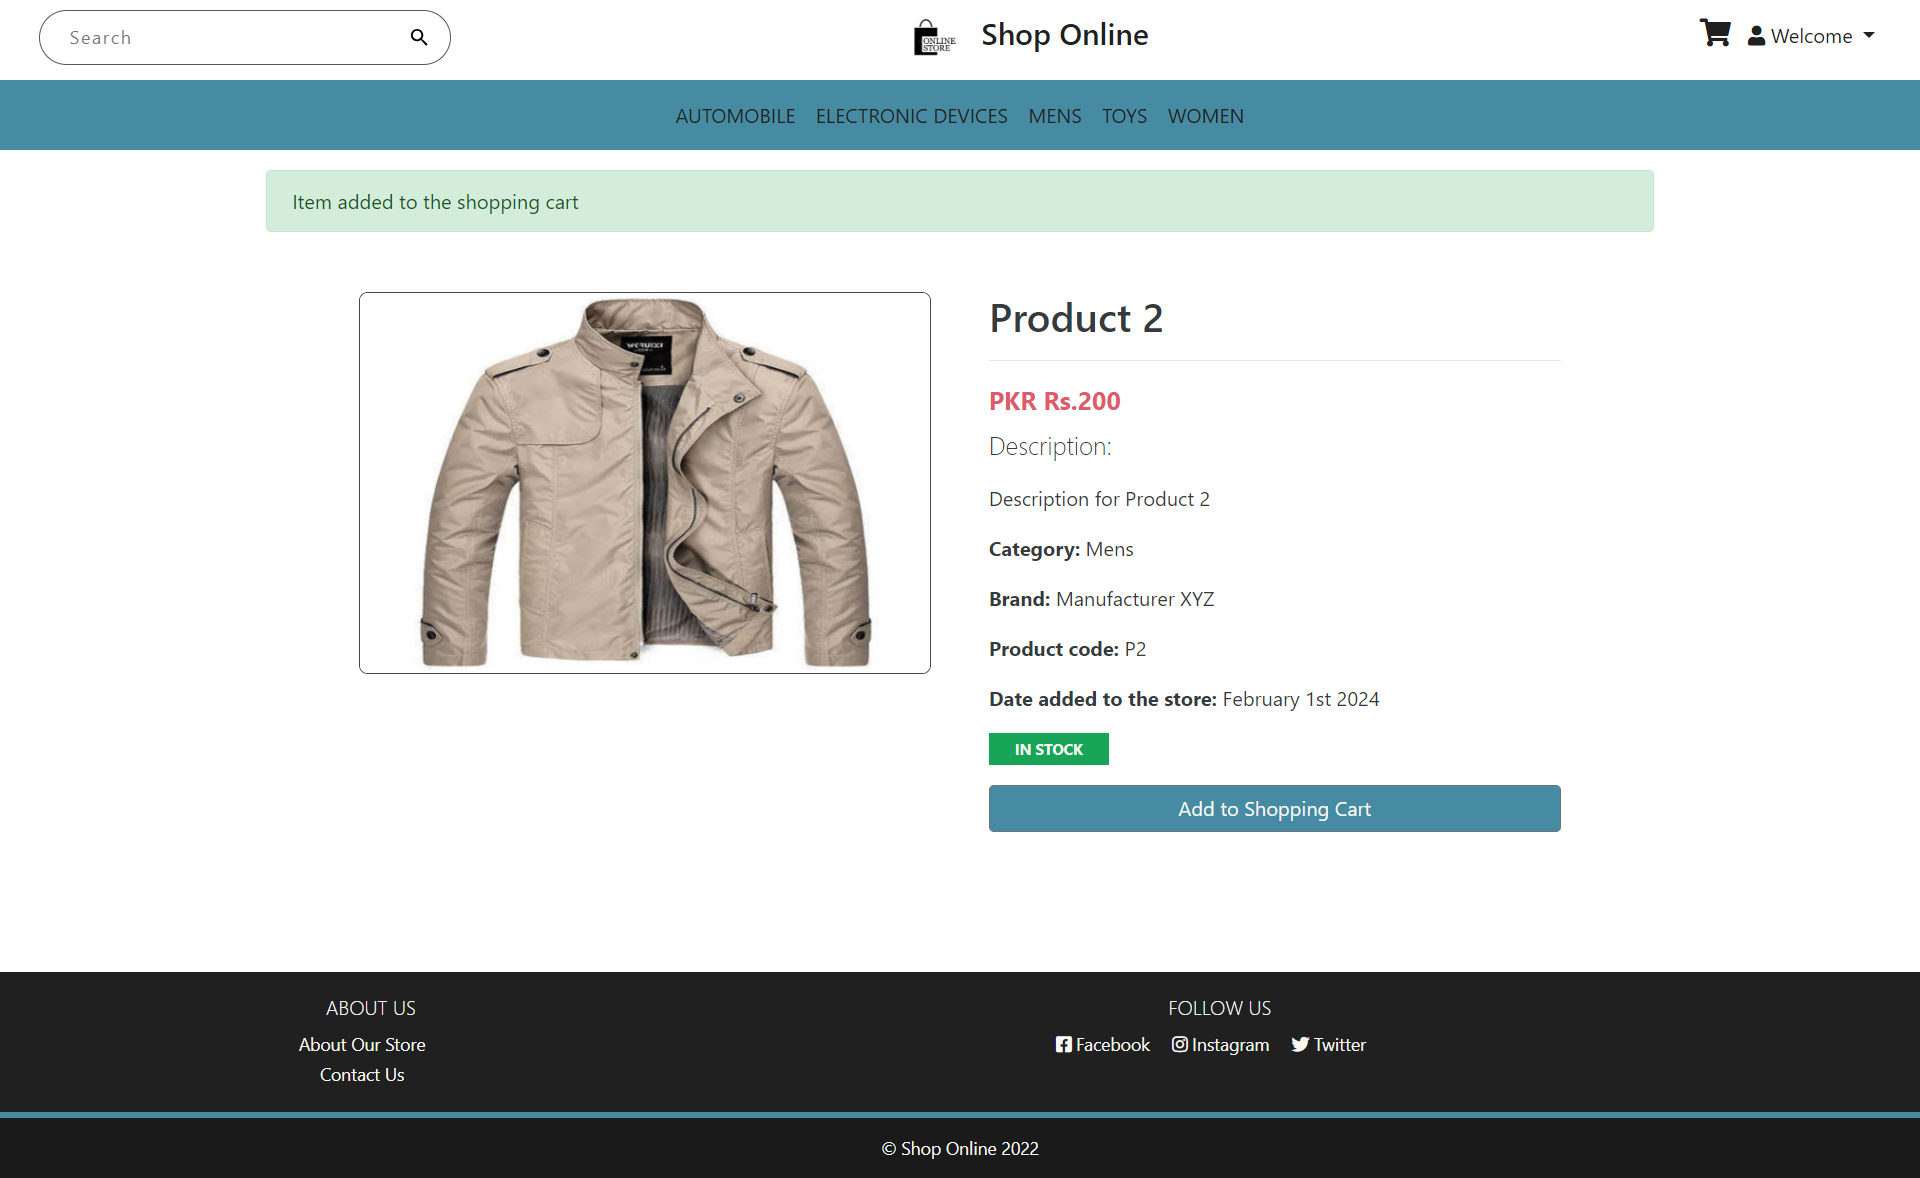 Search
ONLINE
STORE
Shop Online
Welcome
AUTOMOBILE ELECTRONIC DEVICES MENS TOYS WOMEN
Item added to the shopping cart
Product 2
PKR Rs.200
Description:
Description for Product 2
Category: Mens
Brand: Manufacturer XYZ
Product code: P2
Date added to the store: February 1st 2024
IN STOCK
Add to Shopping Cart
ABOUT US
About Our Store
Contact Us
FOLLOW US
Facebook Instagram Twitter
© Shop Online 2022